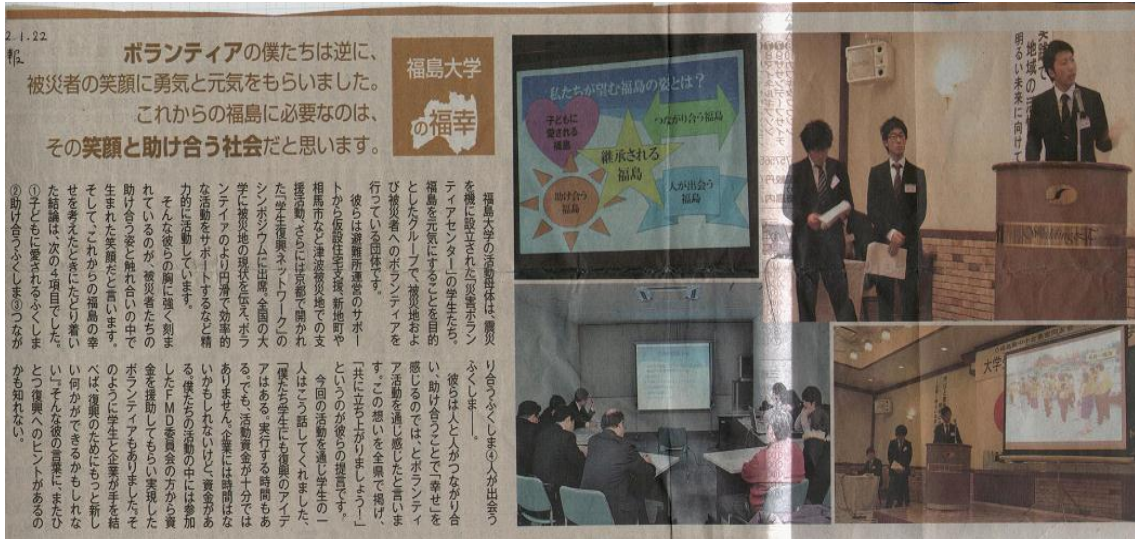 2.1.22
報
ボランティアの僕たちは逆に、
被災者の笑顔に勇気と元気をもらいました。
これからの福島に必要なのは、
その笑顔と助け合う社会だと思います。
福島大学
の福幸
福島大学の活動母体は、震災
を機に設立された「災害ボラン
ティアセンター」の学生たち。
福島を元気にすることを目的
としたグループで、被災地およ
び被災者へのボランティアを
行っている団体です。
彼らは避難所運営のサポー
トから仮設住宅支援、新地町や
相馬市など津波被災地での支
援活動、さらには京都で開かれ
た「学生復興ネットワーク」の
シンポジウムに出席。全国の大
学に被災地の現状を伝え、ボラ
ンティアのより円滑で効率的
な活動をサポートするなど精
力的に活動しています。
そんな彼らの胸に強く刻ま
れているのが、被災者たちの
助け合う姿と触れ合いの中で
生まれた笑顔だと言います。
そして、“これからの福島の幸
せを考えたときにたどり着い
た結論は、次の4項目でした。
①子どもに愛されるふくしま
②助け合うふくしま③つなが
り合うふくしま④人が出会う
ふくしま──。
彼らは人と人がつながり合
い、助け合うことで「幸せ」を
感じるのでは、とボランティ
ア活動を通じ感じたと言いま
す。この想いを全県で掲げ、
「共に立ち上がりましょう！」
というのが彼らの提言です。
今回の活動を通じ学生の一
人はこう話してくれました、
「僕たち学生にも復興のアイデ
アはある。実行する時間もあ
る。でも、活動資金が十分では
ありません。企業には時間はな
いかもしれないけど、資金があ
る。僕たちの活動の中には参加
したFMD委員会の方から資
金を援助してもらい実現した
ボランティアもありました。そ
のように学生と企業が手を結
べば、復興のためにもっと新し
い何かができるかもしれな
い」。そんな彼の言葉に、またひ
とつ復興へのヒントがあるの
かも知れない。
私たちが望む福島の姿とは？
子どもに
愛される
福島
つながり合う福島
継承される
福島
助け合う
福島
人が出会う
福島
地域の
明るい未来に向けて
大学